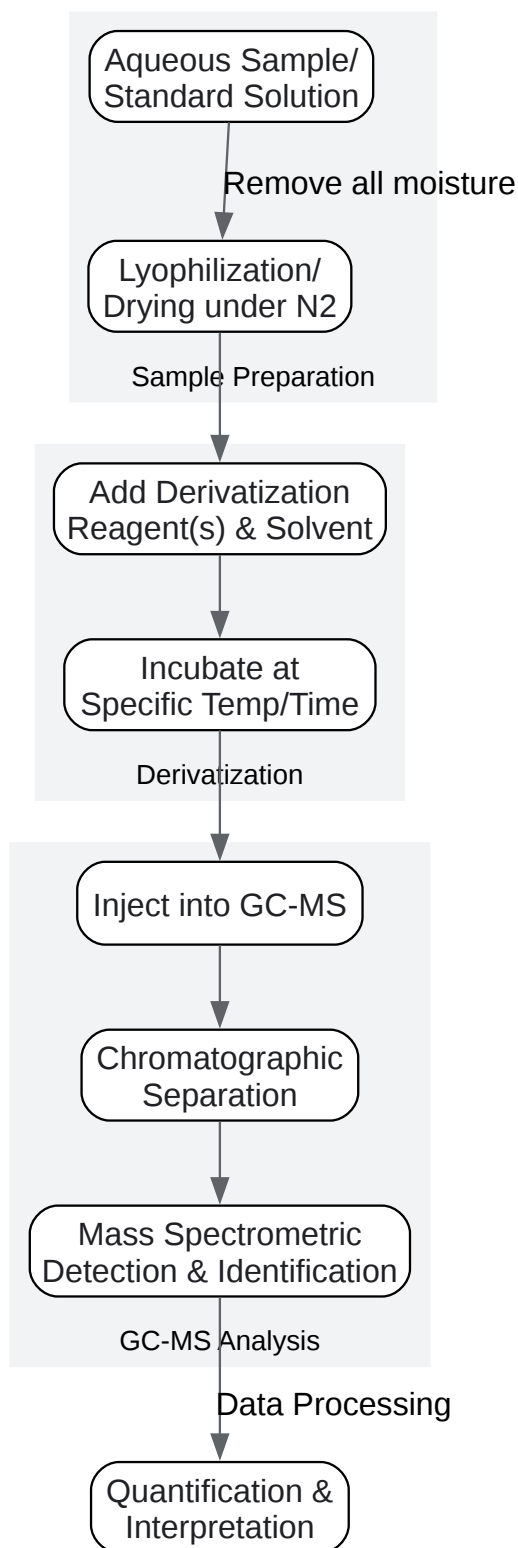 Aqueous Sample/
Standard Solution
Remove all moisture
Lyophilization/
Drying under N2
Sample Preparation
Add Derivatization
Reagent(s) & Solvent
Incubate at
Specific Temp/Time
Derivatization
Inject into GC-MS
Chromatographic
Separation
Mass Spectrometric
Detection & Identification
GC-MS Analysis
Data Processing
Quantification &
Interpretation